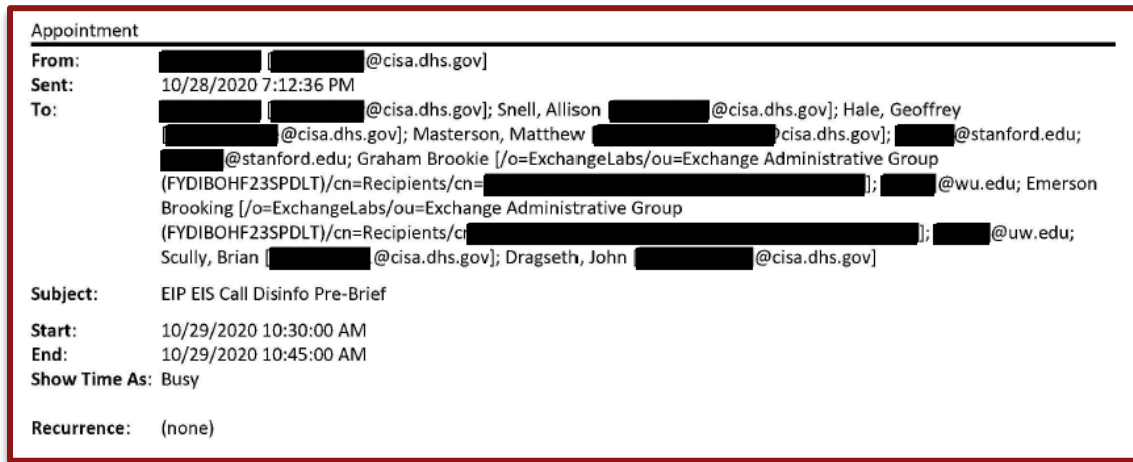 Appointment
From: [ @cisa.dhs.gov]
Sent: 10/28/2020 7:12:36 PM
To: [ @cisa.dhs.gov]; Snell, Allison [ @cisa.dhs.gov]; Hale, Geoffrey
[ @cisa.dhs.gov]; Masterson, Matthew [ @cisa.dhs.gov]; @stanford.edu;
@stanford.edu; Graham Brookie [/o=ExchangeLabs/ou=Exchange Administrative Group
(FYDIBOHF23SPDLT)/cn=Recipients/cn= ]; @wu.edu; Emerson
Brooking [/o=ExchangeLabs/ou=Exchange Administrative Group
(FYDIBOHF23SPDLT)/cn=Recipients/c ]; @uw.edu;
Scully, Brian [ @cisa.dhs.gov]; Dragseth, John [ @cisa.dhs.gov]
Subject: EIP EIS Call Disinfo Pre-Brief
Start: 10/29/2020 10:30:00 AM
End: 10/29/2020 10:45:00 AM
Show Time As: Busy
Recurrence: (none)